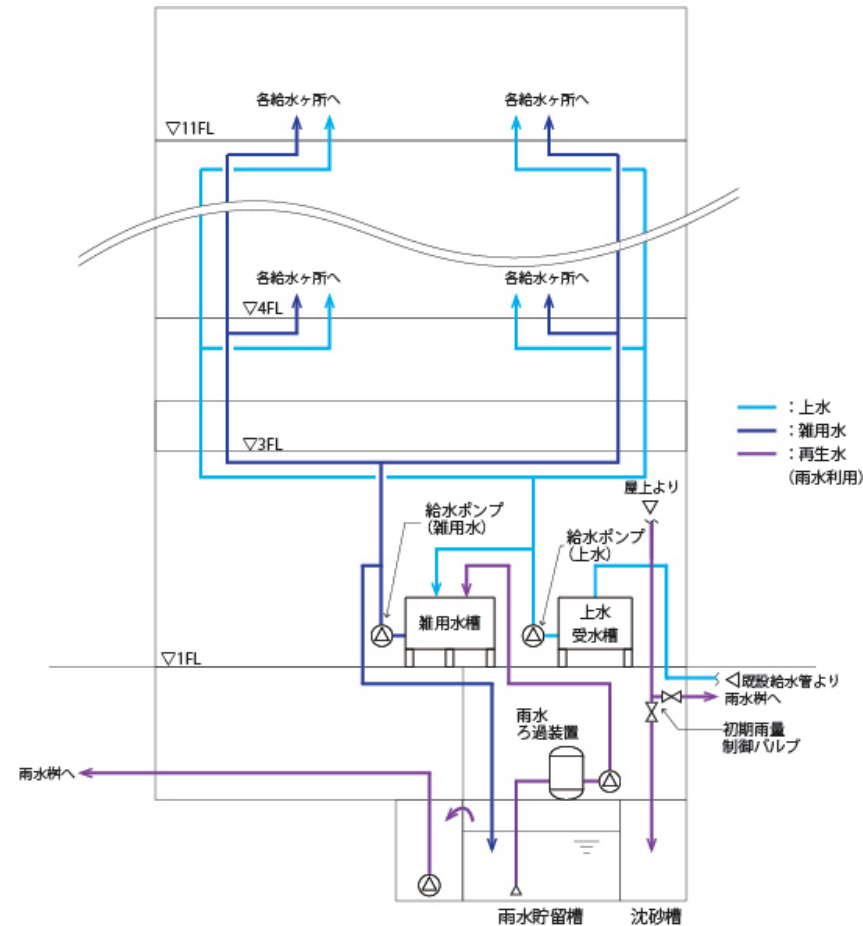 各給水ヶ所へ
各給水ヶ所へ
▽11FL
各給水ヶ所へ
各給水ヶ所へ
▽4FL
▽3FL
：上水
：雑用水
：再生水
（雨水利用）
屋上より
給水ポンプ
（雑用水）
給水ポンプ
（上水）
雑用水槽
上水
受水槽
▽1FL
既設給水管より
雨水桝へ
初期雨量
制御バルブ
雨水
ろ過装置
雨水桝へ
雨水貯留槽
沈砂槽